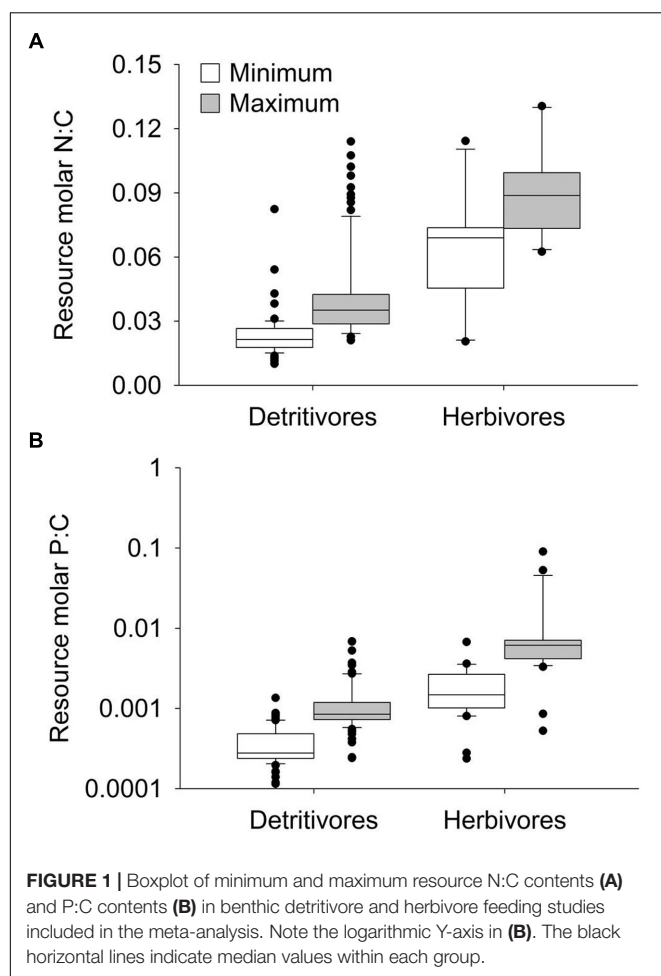 A
Resource molar N:C
0.15
0.12
0.09
0.06
0.03
0.00
Minimum
Maximum
Detritivores Herbivores
B
Resource molar P:C
1
0.1
0.01
0.001
0.0001
Detritivores Herbivores
FIGURE 1 | Boxplot of minimum and maximum resource N:C contents (A)
and P:C contents (B) in benthic detritivore and herbivore feeding studies
included in the meta-analysis. Note the logarithmic Y-axis in (B). The black
horizontal lines indicate median values within each group.